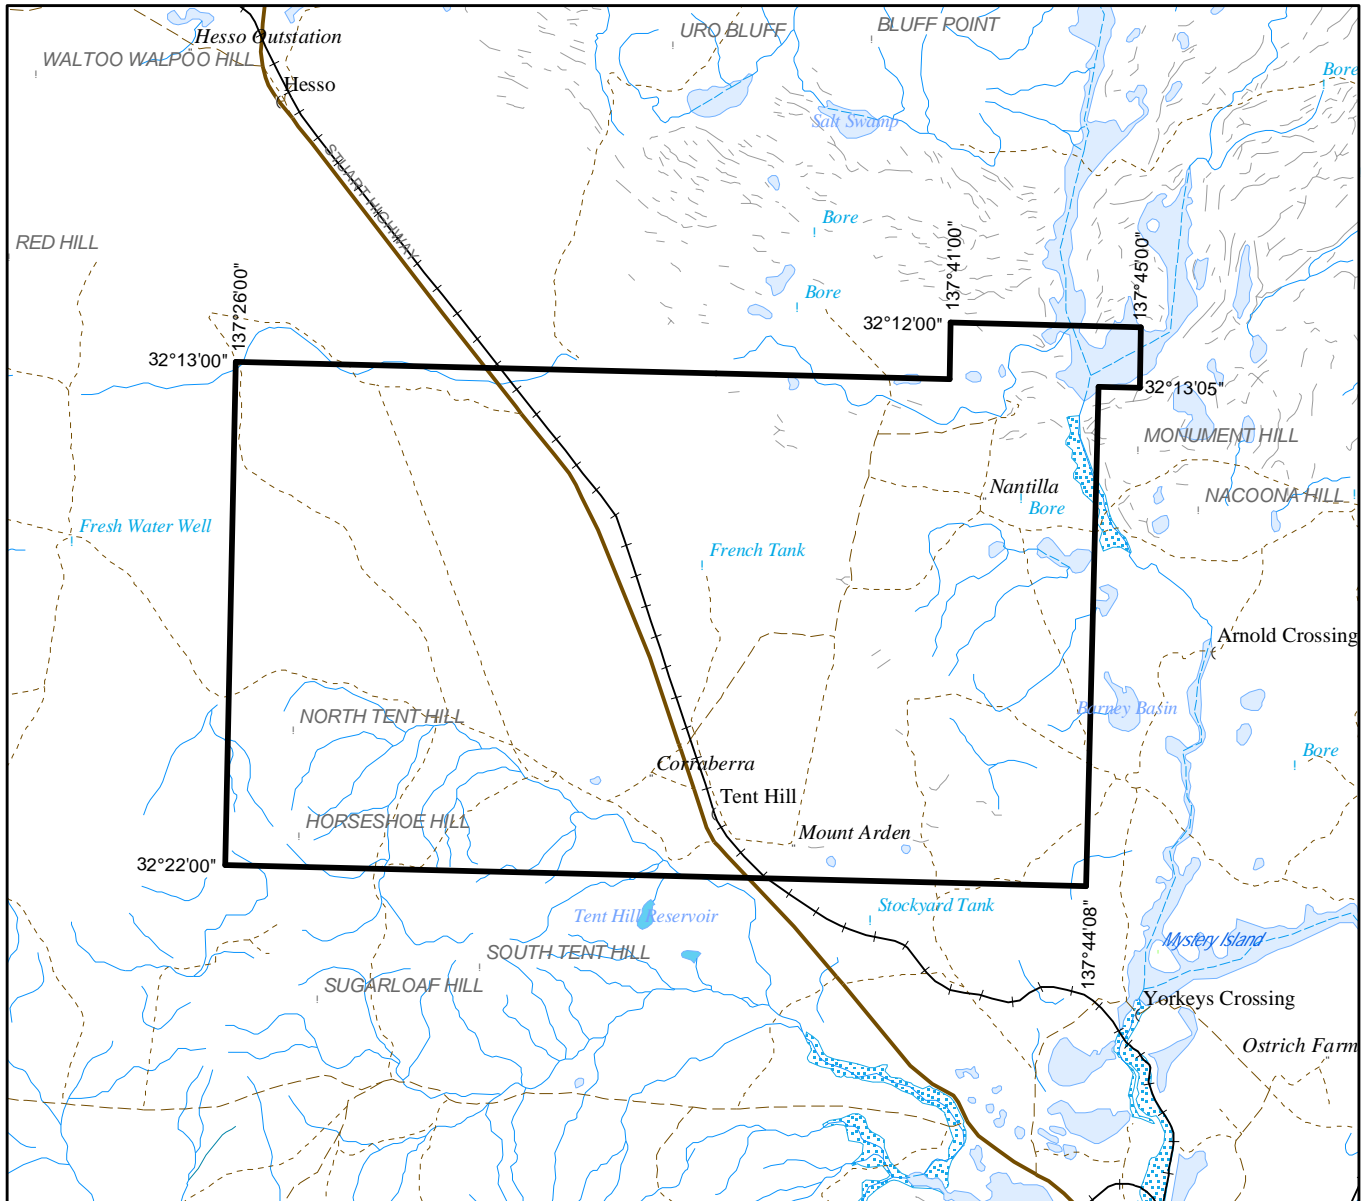 Hesso Outstation
WALTOO WALPOO HILL
URO BLUFF
BLUFF POINT
Bore
Hesso
Salt Swamp
STUART HIGHWAY
Bore
RED HILL
137°26'00"
137°41'00"
137°45'00"
Bore
32°12'00"
32°13'00"
32°13'05"
MONUMENT HILL
Nantilla
Bore
NACOONA HILL
Fresh Water Well
French Tank
Arnold Crossing
NORTH TENT HILL
Barney Basin
Bore
Corraberra
Tent Hill
HORSESHOE HILL
Mount Arden
32°22'00"
Stockyard Tank
Tent Hill Reservoir
137°44'08"
Mystery Island
SOUTH TENT HILL
SUGARLOAF HILL
Yorkeys Crossing
Ostrich Farm